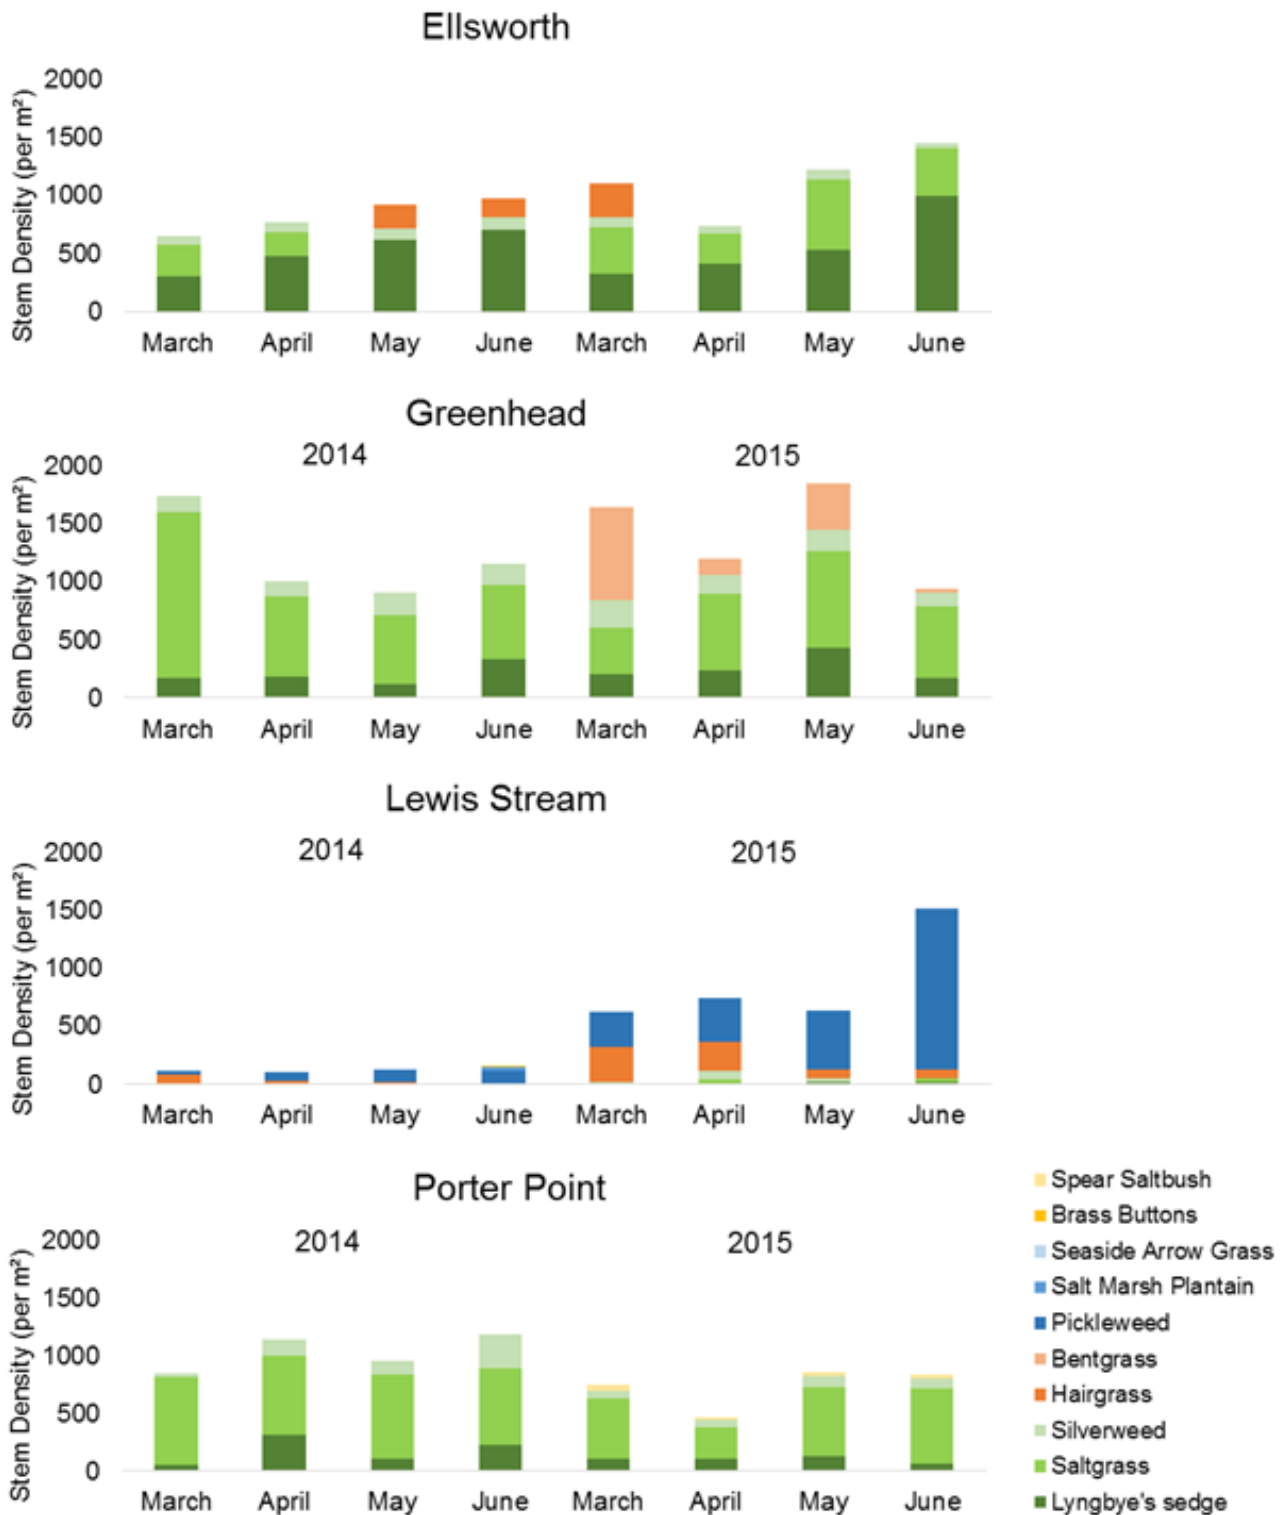 Ellsworth
Stem Density (per m²)
2000
1500
1000
500
0
March April May June March April May June
Greenhead
2014 2015
Stem Density (per m²)
2000
1500
1000
500
0
March April May June March April May June
Lewis Stream
2014 2015
Stem Density (per m²)
2000
1500
1000
500
0
March April May June March April May June
Porter Point
2014 2015
Stem Density (per m²)
2000
1500
1000
500
0
March April May June March April May June
Spear Saltbush
Brass Buttons
Seaside Arrow Grass
Salt Marsh Plantain
Pickleweed
Bentgrass
Hairgrass
Silverweed
Saltgrass
Lyngbye's sedge